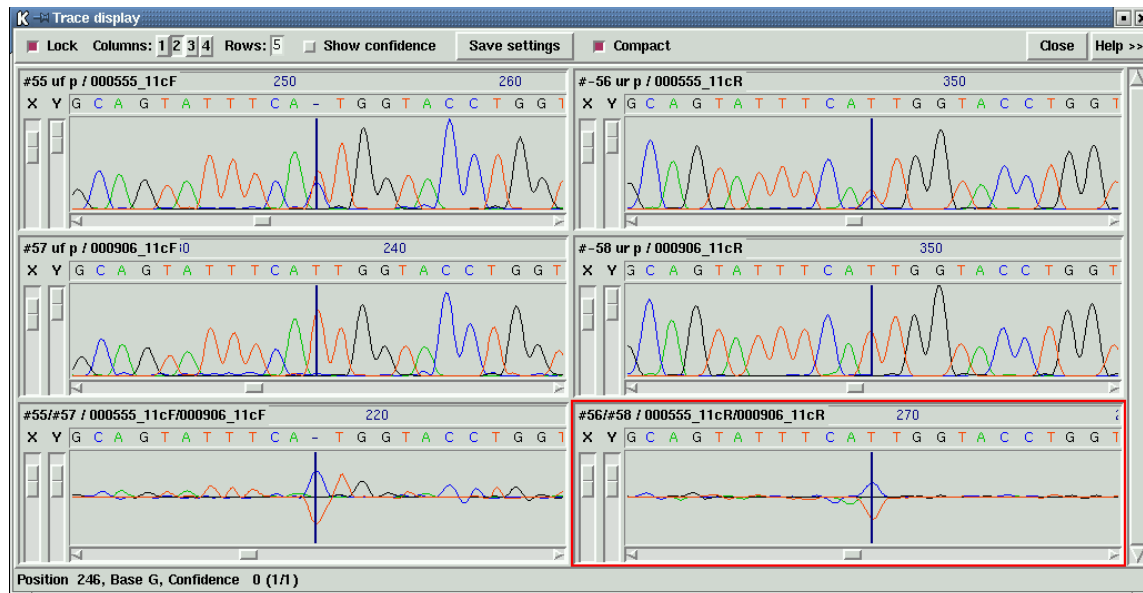 Trace display
Lock Columns: 1 2 3 4 Rows: 5 Show confidence Save settings Compact Close Help >>
#55 uf p / 000555_11cF 250 260
X Y G C A G T A T T T C A - T G G T A C C T G G T
#-56 ur p / 000555_11cR 350
X Y G C A G T A T T T C A T T G G T A C C T G G T
#57 uf p / 000906_11cF 240
X Y G C A G T A T T T C A T T G G T A C C T G G T
#-58 ur p / 000906_11cR 350
X Y G C A G T A T T T C A T T G G T A C C T G G T
#55/#57 / 000555_11cF/000906_11cF 220
X Y G C A G T A T T T C A - T G G T A C C T G G T
#56/#58 / 000555_11cR/000906_11cR 270
X Y G C A G T A T T T C A T T G G T A C C T G G T
Position 246, Base G, Confidence 0 (1/1)